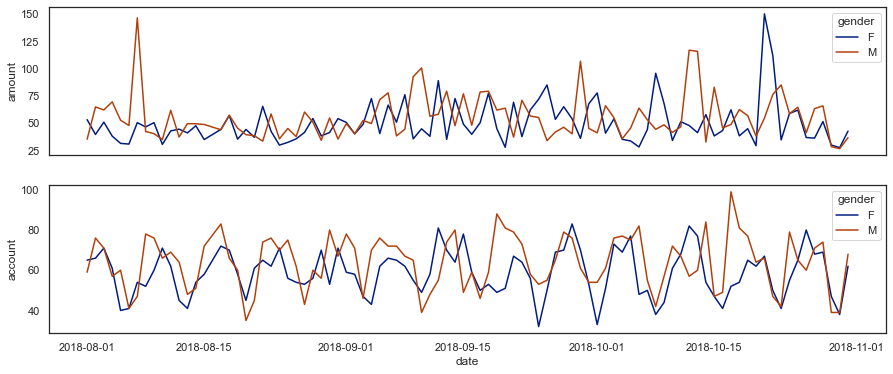 150
125
100
75
50
25
amount
gender
F
M
100
80
60
40
account
gender
F
M
2018-08-01
2018-08-15
2018-09-01
2018-09-15
2018-10-01
2018-10-15
2018-11-01
date